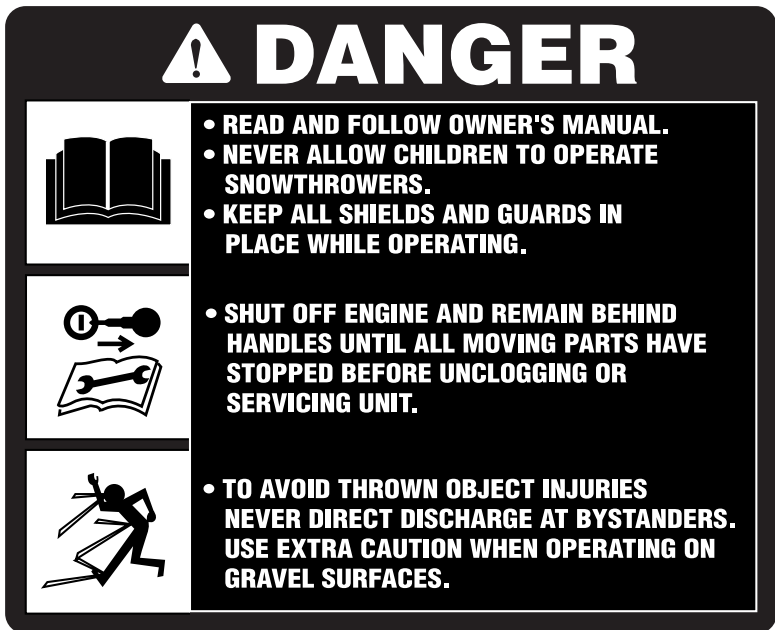 DANGER
• READ AND FOLLOW OWNER'S MANUAL.
• NEVER ALLOW CHILDREN TO OPERATE
SNOWTHROWERS.
• KEEP ALL SHIELDS AND GUARDS IN
PLACE WHILE OPERATING.
• SHUT OFF ENGINE AND REMAIN BEHIND
HANDLES UNTIL ALL MOVING PARTS HAVE
STOPPED BEFORE UNCLOGGING OR
SERVICING UNIT.
• TO AVOID THROWN OBJECT INJURIES
NEVER DIRECT DISCHARGE AT BYSTANDERS.
USE EXTRA CAUTION WHEN OPERATING ON
GRAVEL SURFACES.